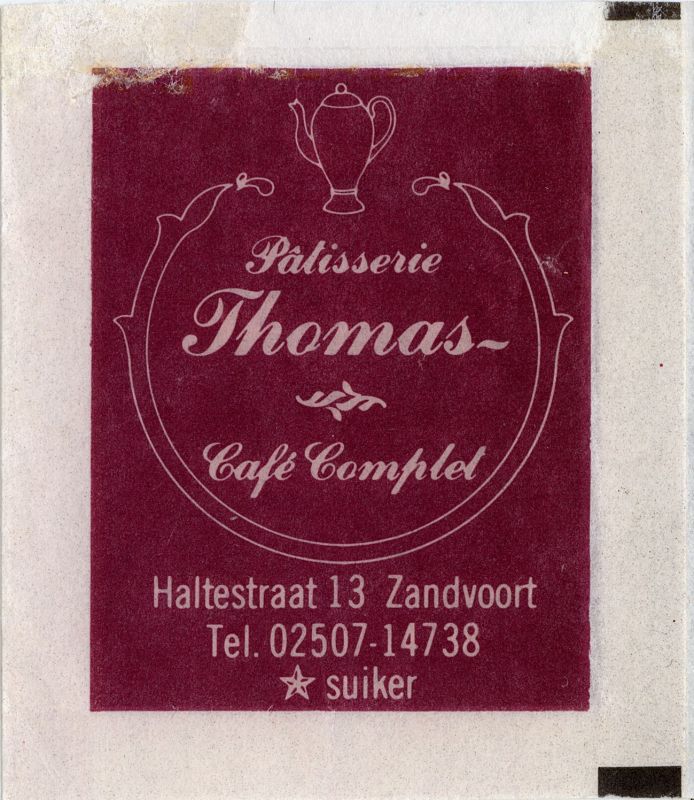 Pâtisserie
Thomas~
Café Complet
Haltestraat 13 Zandvoort
Tel. 02507-14738
suiker